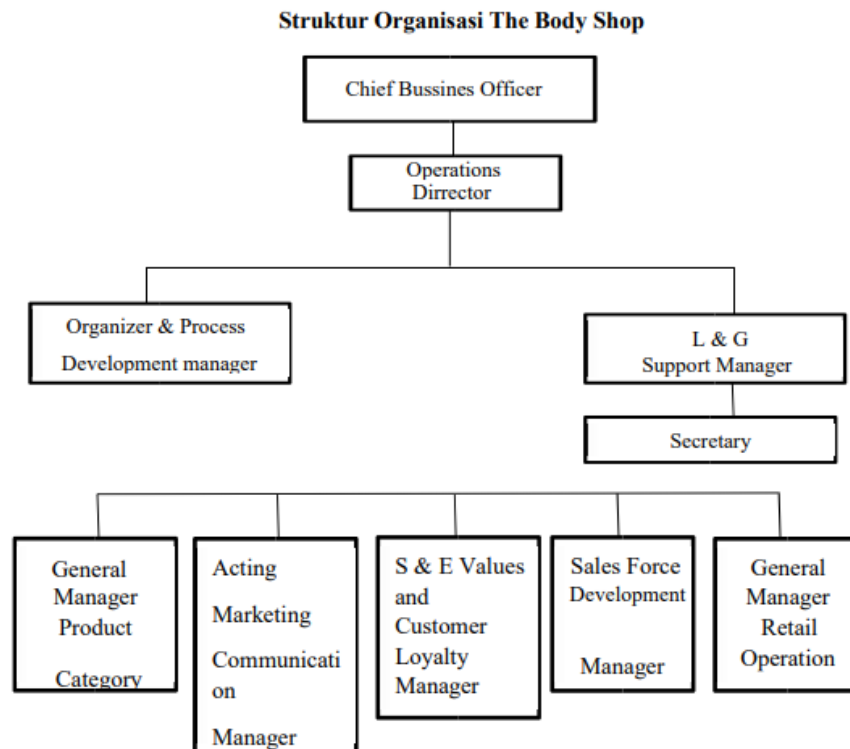 Struktur Organisasi The Body Shop
Chief Bussines Officer
Operations
Dirrector
Organizer & Process
Development manager
L & G
Support Manager
Secretary
General
Manager
Product
Category
Acting
Marketing
Communicati
on
Manager
S & E Values
and
Customer
Loyalty
Manager
Sales Force
Development
Manager
General
Manager
Retail
Operation